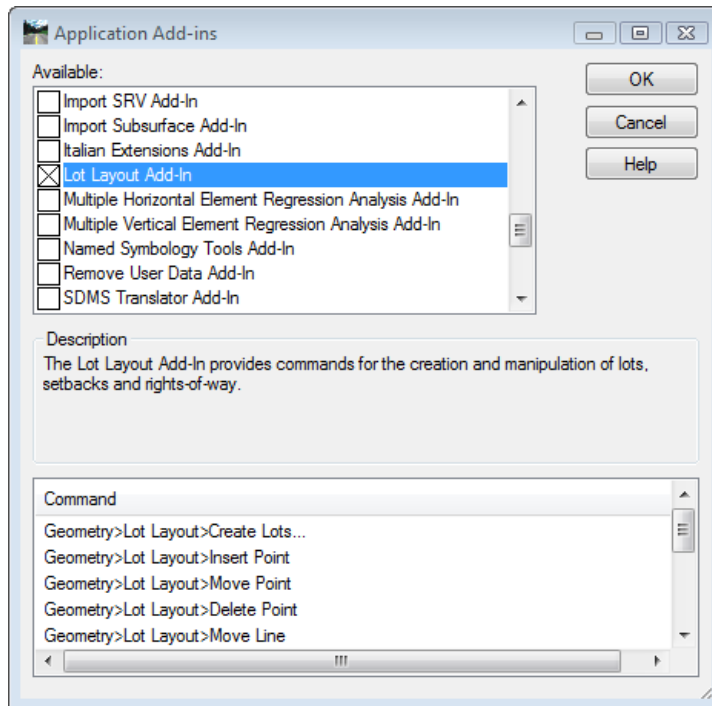 Application Add-ins
Available:
Import SRV Add-In
Import Subsurface Add-In
Italian Extensions Add-In
Lot Layout Add-In
Multiple Horizontal Element Regression Analysis Add-In
Multiple Vertical Element Regression Analysis Add-In
Named Symbology Tools Add-In
Remove User Data Add-In
SDMS Translator Add-In
OK
Cancel
Help
Description
The Lot Layout Add-In provides commands for the creation and manipulation of lots,
setbacks and rights-of-way.
Command
Geometry>Lot Layout>Create Lots...
Geometry>Lot Layout>Insert Point
Geometry>Lot Layout>Move Point
Geometry>Lot Layout>Delete Point
Geometry>Lot Layout>Move Line